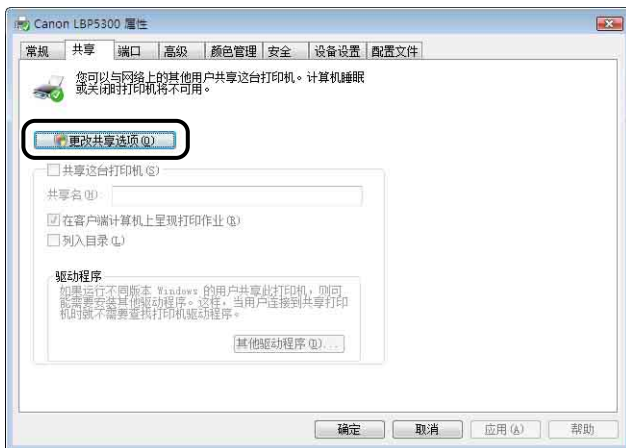 Canon LBP5300 属性
常规 共享 端口 高级 颜色管理 安全 设备设置 配置文件
您可以与网络上的其他用户共享这台打印机。计算机睡眠
或关闭时打印机将不可用。
更改共享选项(O)
共享这台打印机(S)
共享名(H):
在客户端计算机上呈现打印作业(R)
列入目录(L)
驱动程序
如果运行不同版本 Windows 的用户共享此打印机，则可
能需要安装其他驱动程序。这样，当用户连接到共享打印
机时就不需要查找打印机驱动程序。
其他驱动程序(D)...
确定 取消 应用(A) 帮助